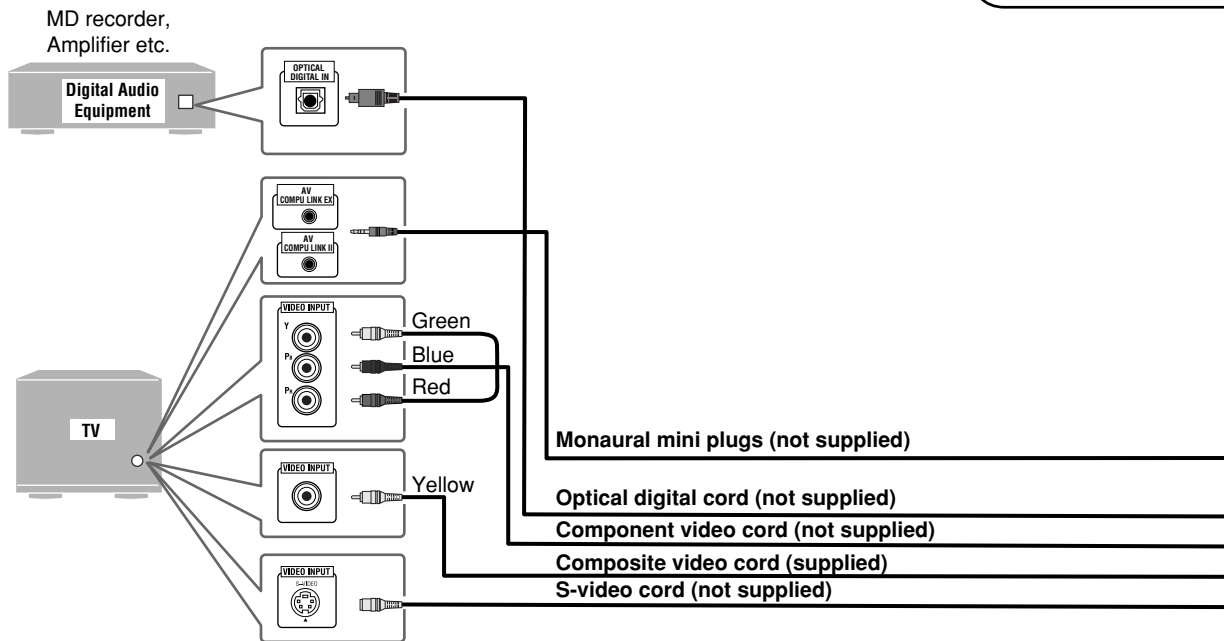 MD recorder,
Amplifier etc.
Digital Audio
Equipment
OPTICAL
DIGITAL IN
AV
COMPU LINK EX
AV
COMPU LINK II
VIDEO INPUT
Y
PB
PR
Green
Blue
Red
TV
VIDEO INPUT
Yellow
VIDEO INPUT
S-VIDEO
Monaural mini plugs (not supplied)
Optical digital cord (not supplied)
Component video cord (not supplied)
Composite video cord (supplied)
S-video cord (not supplied)